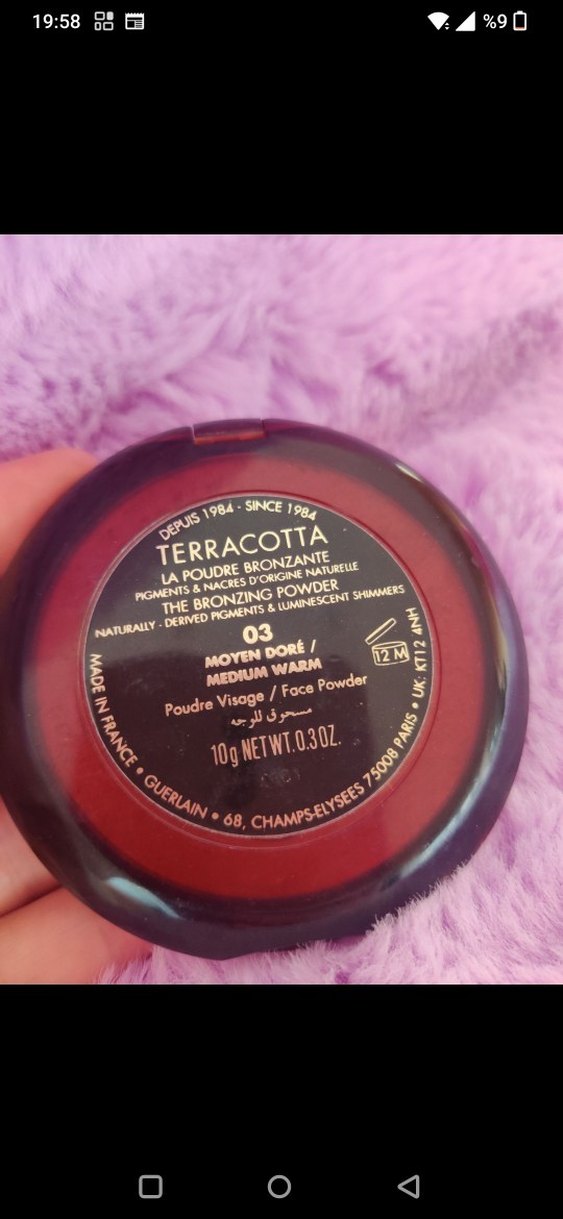 19:58
%9
DEPUIS 1984 - SINCE 1984
TERRACOTTA
LA POUDRE BRONZANTE
PIGMENTS & NACRES D'ORIGINE NATURELLE
THE BRONZING POWDER
NATURALLY - DERIVED PIGMENTS & LUMINESCENT SHIMMERS
03
MOYEN DORÉ /
MEDIUM WARM
12 M
Poudre Visage / Face Powder
مسحوق للوجه
10g NET WT. 0.3 OZ.
MADE IN FRANCE • GUERLAIN • 68, CHAMPS-ELYSEES 75008 PARIS • UK: KT12 4NH